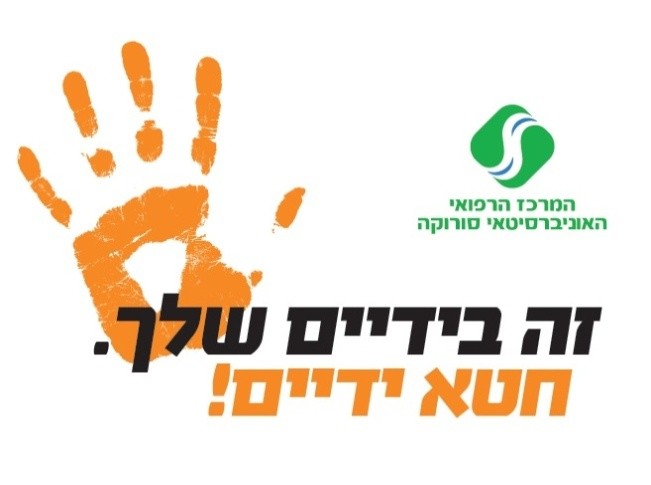 המרכז הרפואי
האוניברסיטאי סורוקה
זה בידיים שלך.
חטא ידיים!